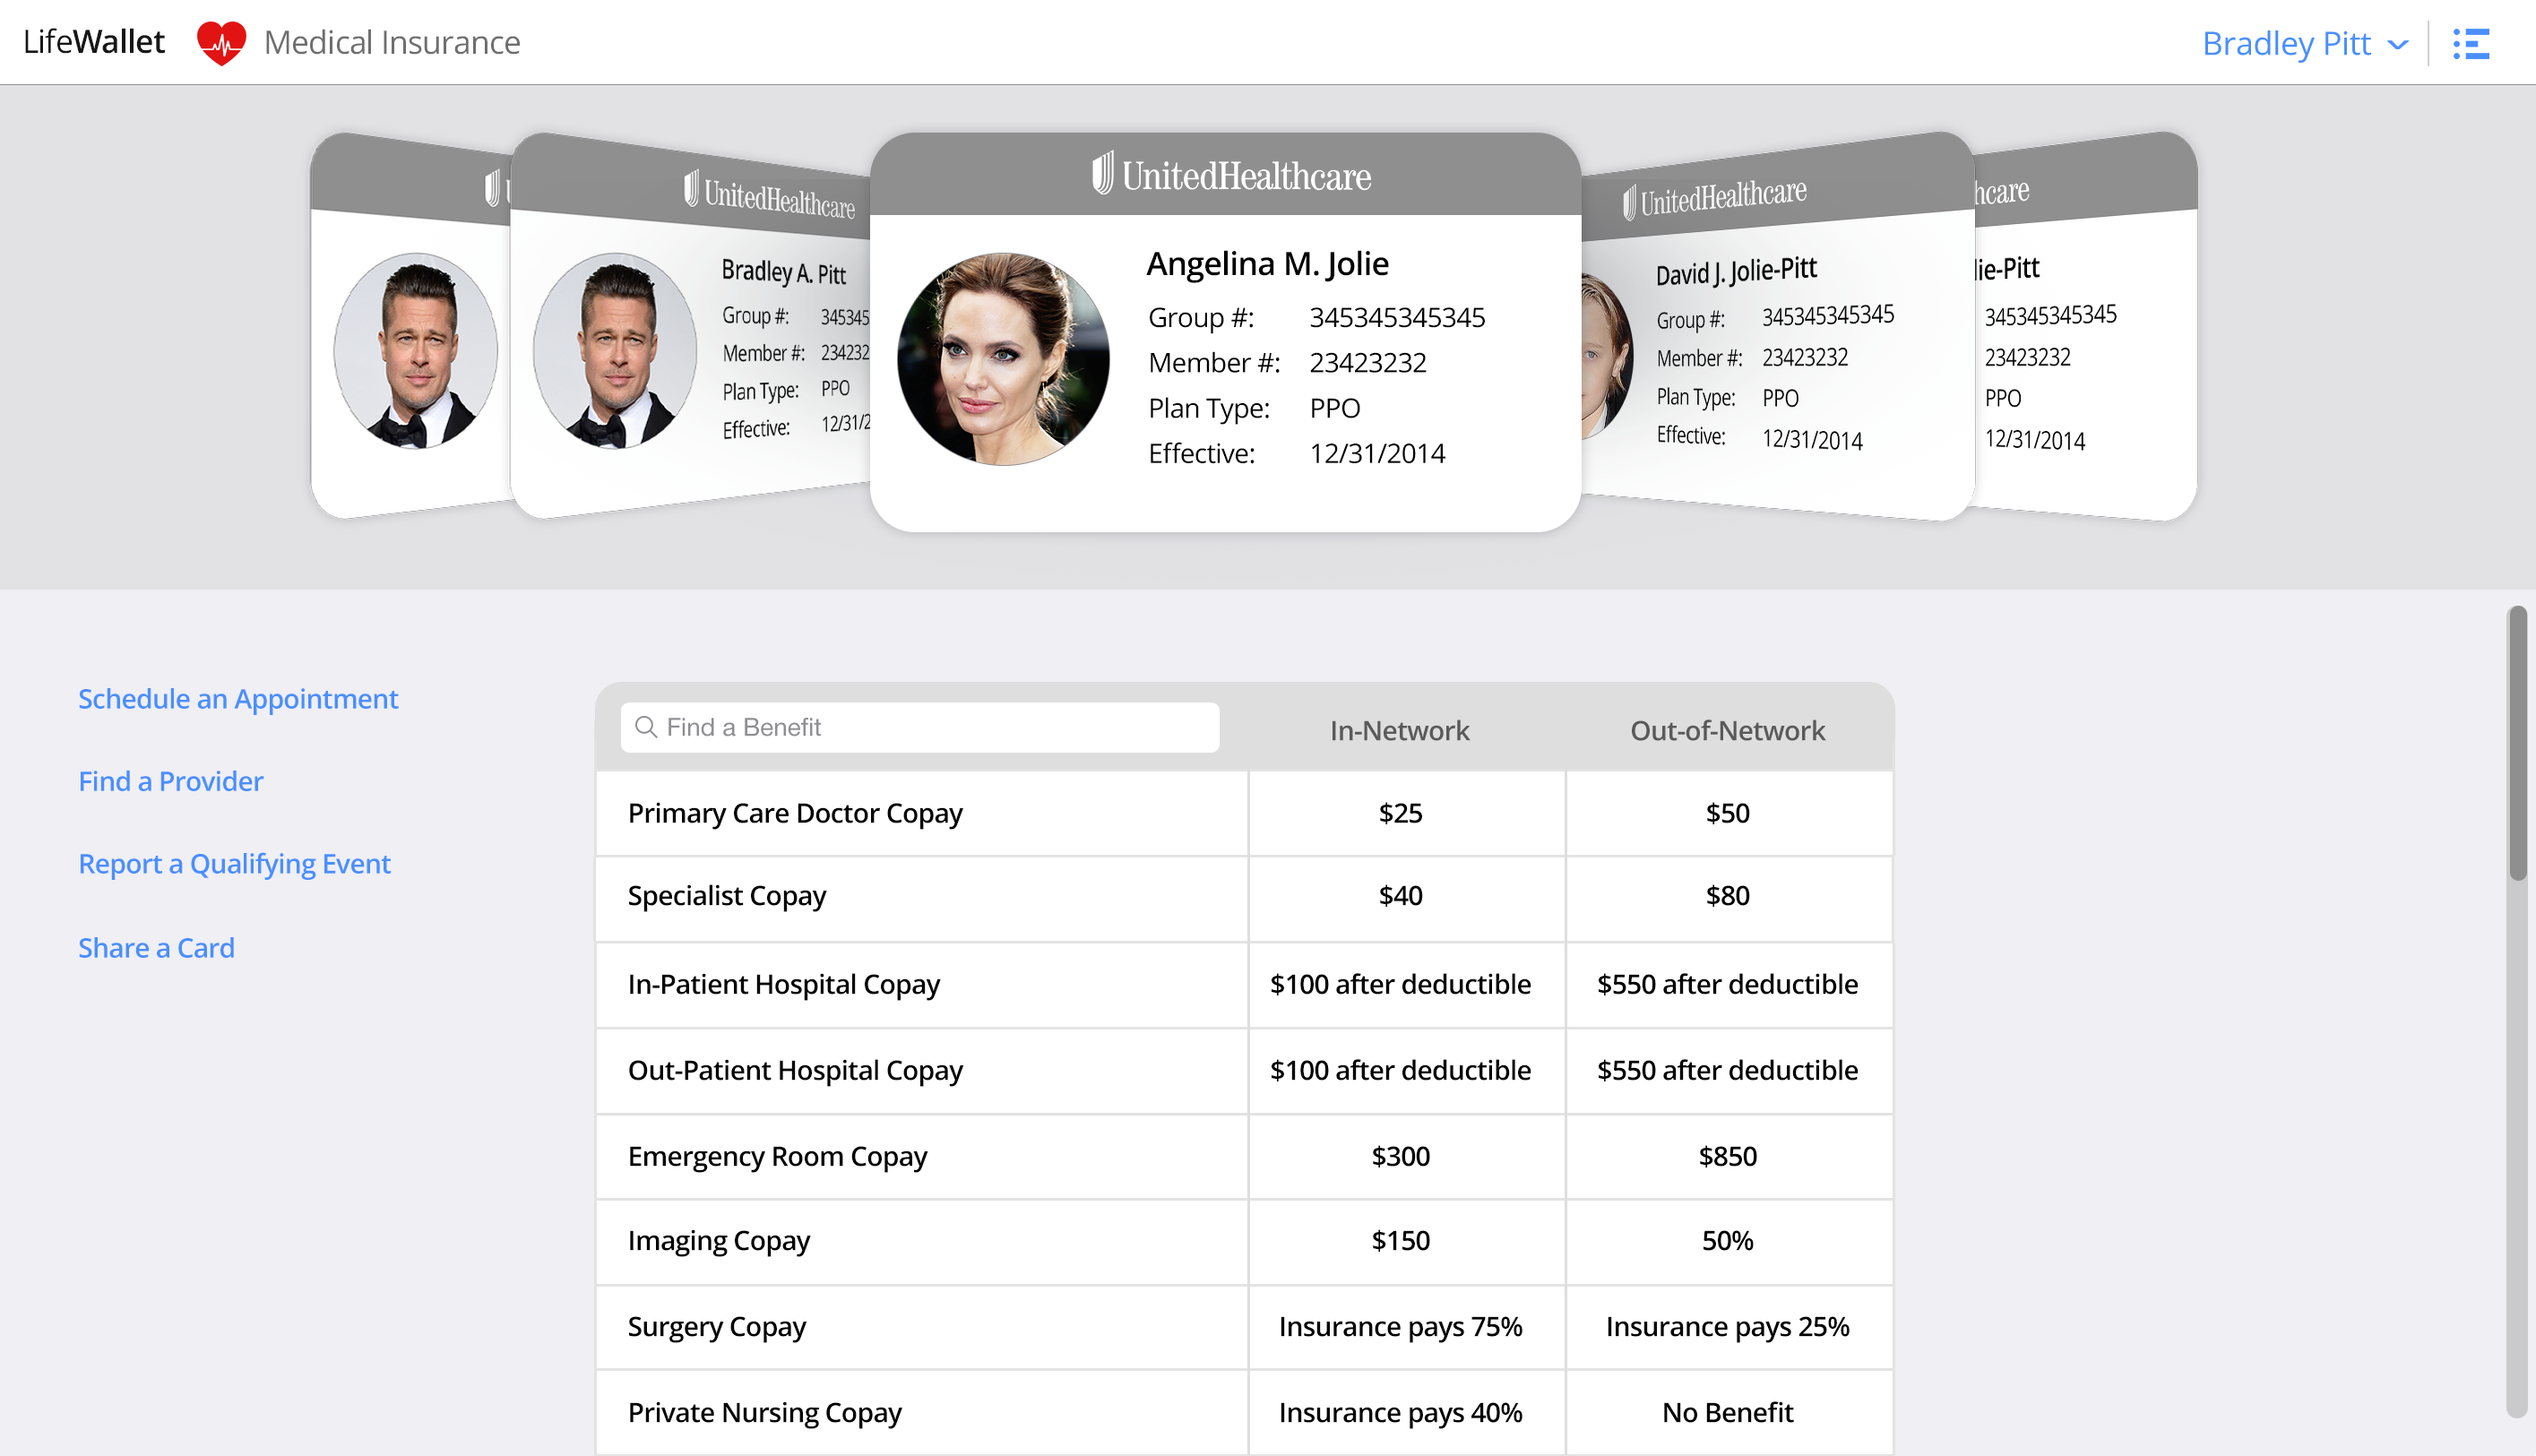 LifeWallet
Medical Insurance
Bradley Pitt
UnitedHealthcare
Bradley A. Pitt
Group #: 345345
Member #: 234232
Plan Type: PPO
Effective: 12/31/2
UnitedHealthcare
Angelina M. Jolie
Group #: 345345345345
Member #: 23423232
Plan Type: PPO
Effective: 12/31/2014
UnitedHealthcare
David J. Jolie-Pitt
Group #: 345345345345
Member #: 23423232
Plan Type: PPO
Effective: 12/31/2014
hcare
lie-Pitt
345345345345
23423232
PPO
12/31/2014
Schedule an Appointment
Find a Provider
Report a Qualifying Event
Share a Card
Find a Benefit In-Network Out-of-Network
Primary Care Doctor Copay $25 $50
Specialist Copay $40 $80
In-Patient Hospital Copay $100 after deductible $550 after deductible
Out-Patient Hospital Copay $100 after deductible $550 after deductible
Emergency Room Copay $300 $850
Imaging Copay $150 50%
Surgery Copay Insurance pays 75% Insurance pays 25%
Private Nursing Copay Insurance pays 40% No Benefit